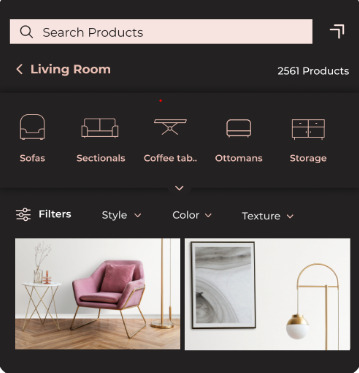 Search Products
Living Room
2561 Products
Sofas
Sectionals
Coffee tab..
Ottomans
Storage
Filters
Style
Color
Texture